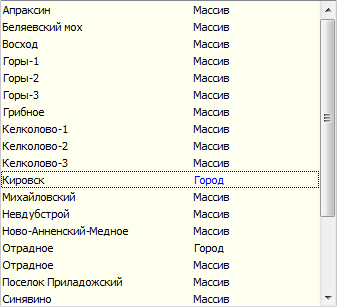 Апраксин Массив
Беляевский мох Массив
Восход Массив
Горы-1 Массив
Горы-2 Массив
Горы-3 Массив
Грибное Массив
Келколово-1 Массив
Келколово-2 Массив
Келколово-3 Массив
Кировск Город
Михайловский Массив
Невдубстрой Массив
Ново-Анненский-Медное Массив
Отрадное Город
Отрадное Массив
Поселок Приладожский Массив
Синявино Массив